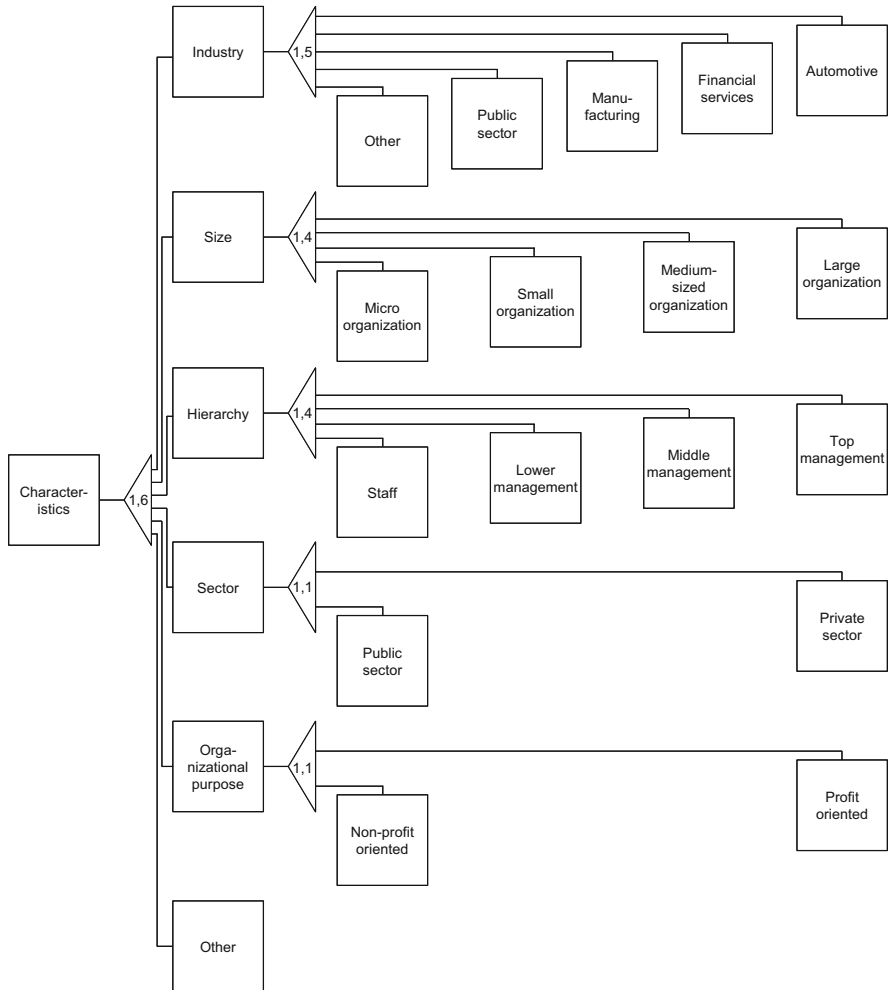 Industry
1,5
Automotive
Financial
services
Manu-
facturing
Public
sector
Other
Size
1,4
Large
organization
Medium-
sized
organization
Small
organization
Micro
organization
Hierarchy
1,4
Top
management
Middle
management
Lower
management
Staff
Character-
istics
1,6
Sector
1,1
Private
sector
Public
sector
Orga-
nizational
purpose
1,1
Profit
oriented
Non-profit
oriented
Other